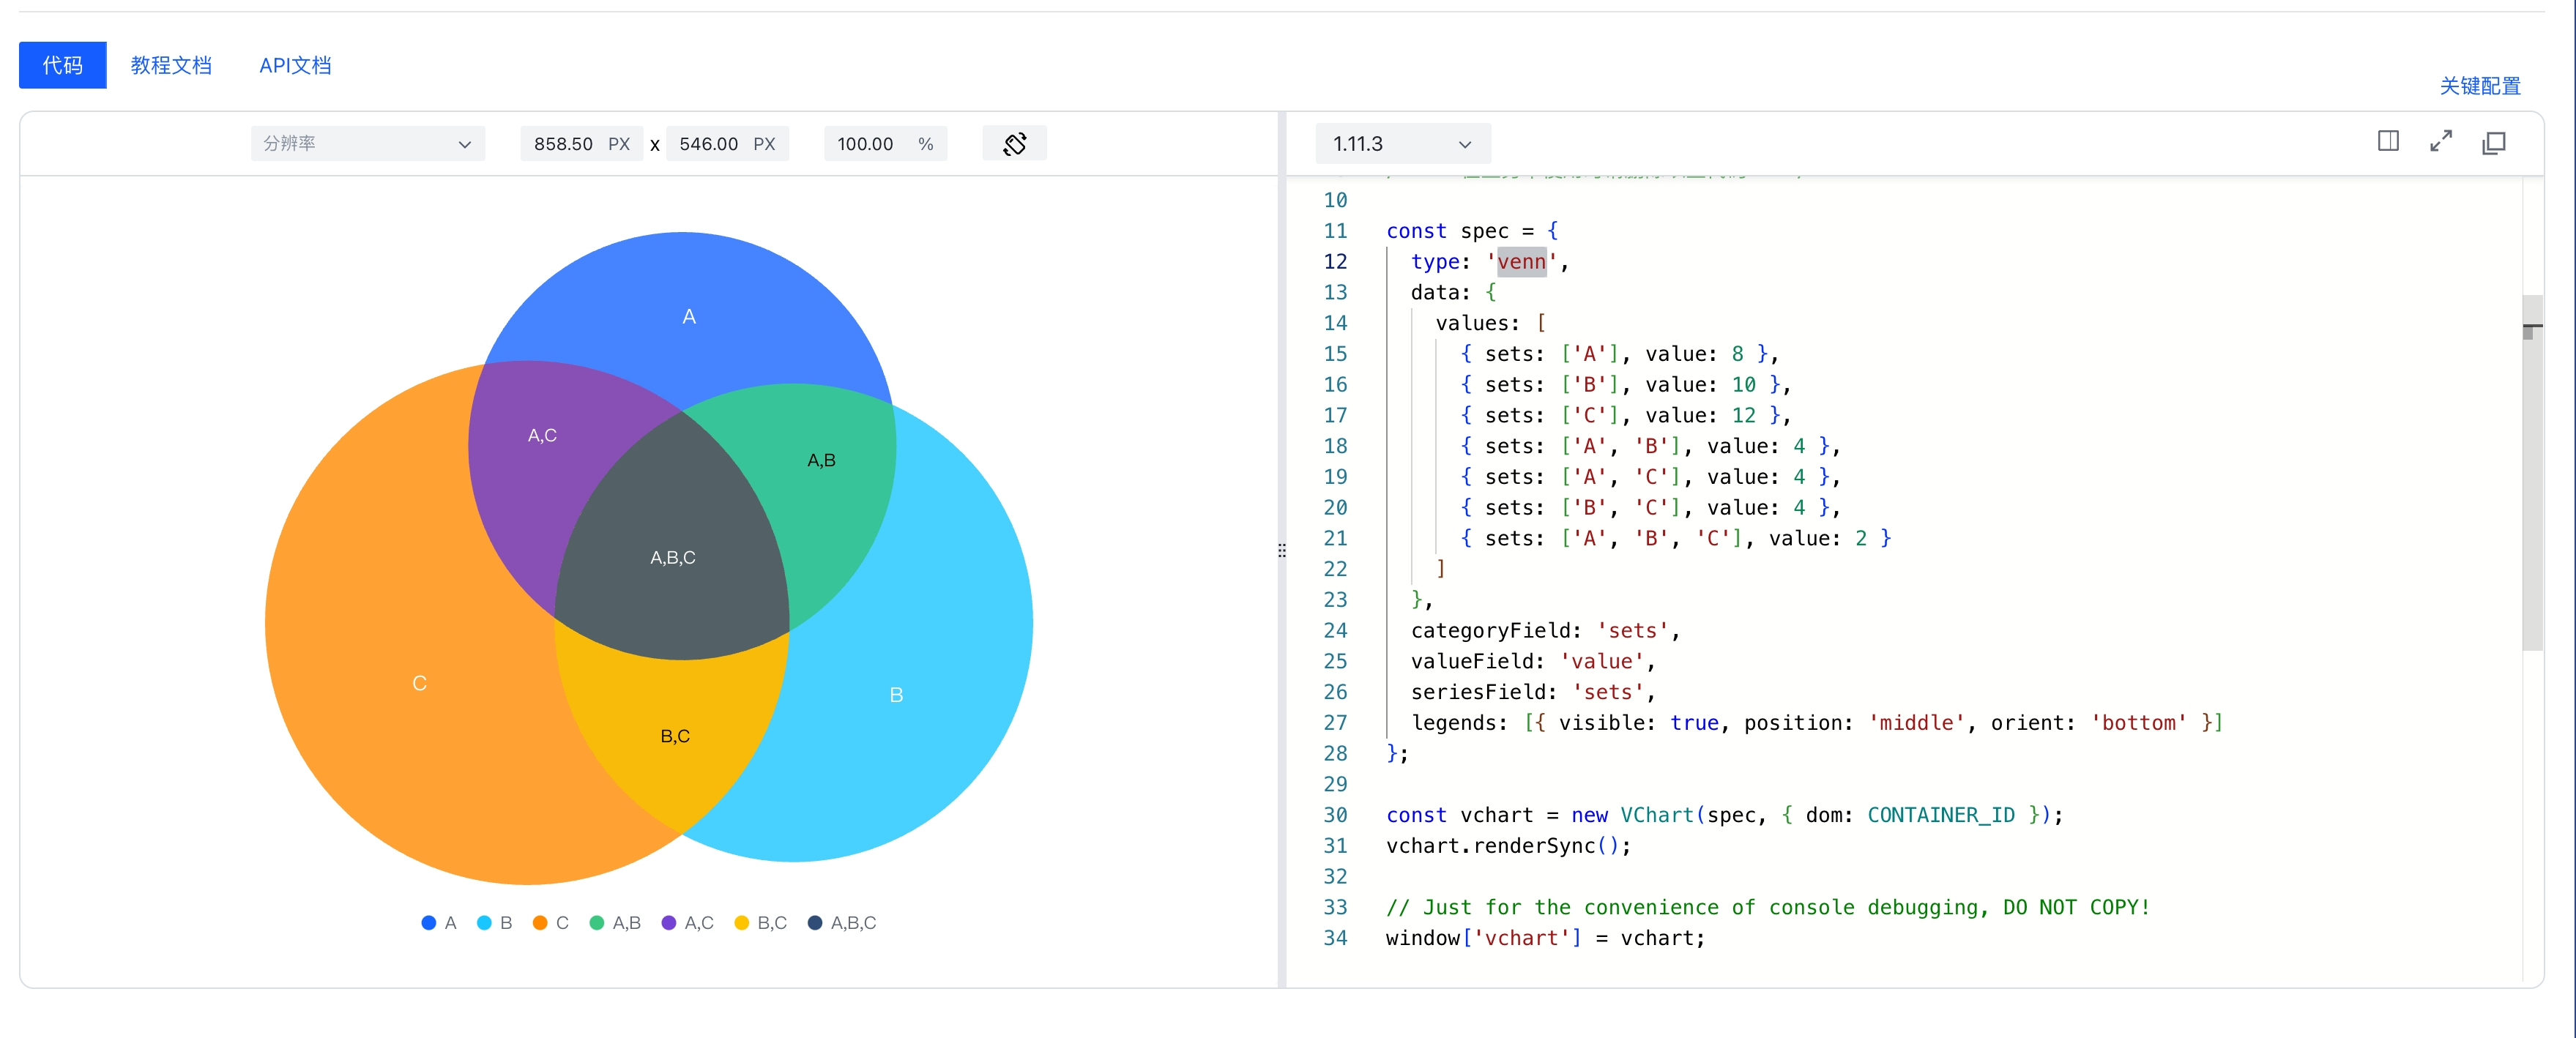 代码 教程文档 API文档
关键配置
分辨率 858.50 PX x 546.00 PX 100.00 %
A
A,C
A,B
A,B,C
C
B
B,C
A B C A,B A,C B,C A,B,C
1.11.3
10
11 const spec = {
12 type: 'venn',
13 data: {
14 values: [
15 { sets: ['A'], value: 8 },
16 { sets: ['B'], value: 10 },
17 { sets: ['C'], value: 12 },
18 { sets: ['A', 'B'], value: 4 },
19 { sets: ['A', 'C'], value: 4 },
20 { sets: ['B', 'C'], value: 4 },
21 { sets: ['A', 'B', 'C'], value: 2 }
22 ]
23 },
24 categoryField: 'sets',
25 valueField: 'value',
26 seriesField: 'sets',
27 legends: [{ visible: true, position: 'middle', orient: 'bottom' }]
28 };
29
30 const vchart = new VChart(spec, { dom: CONTAINER_ID });
31 vchart.renderSync();
32
33 // Just for the convenience of console debugging, DO NOT COPY!
34 window['vchart'] = vchart;